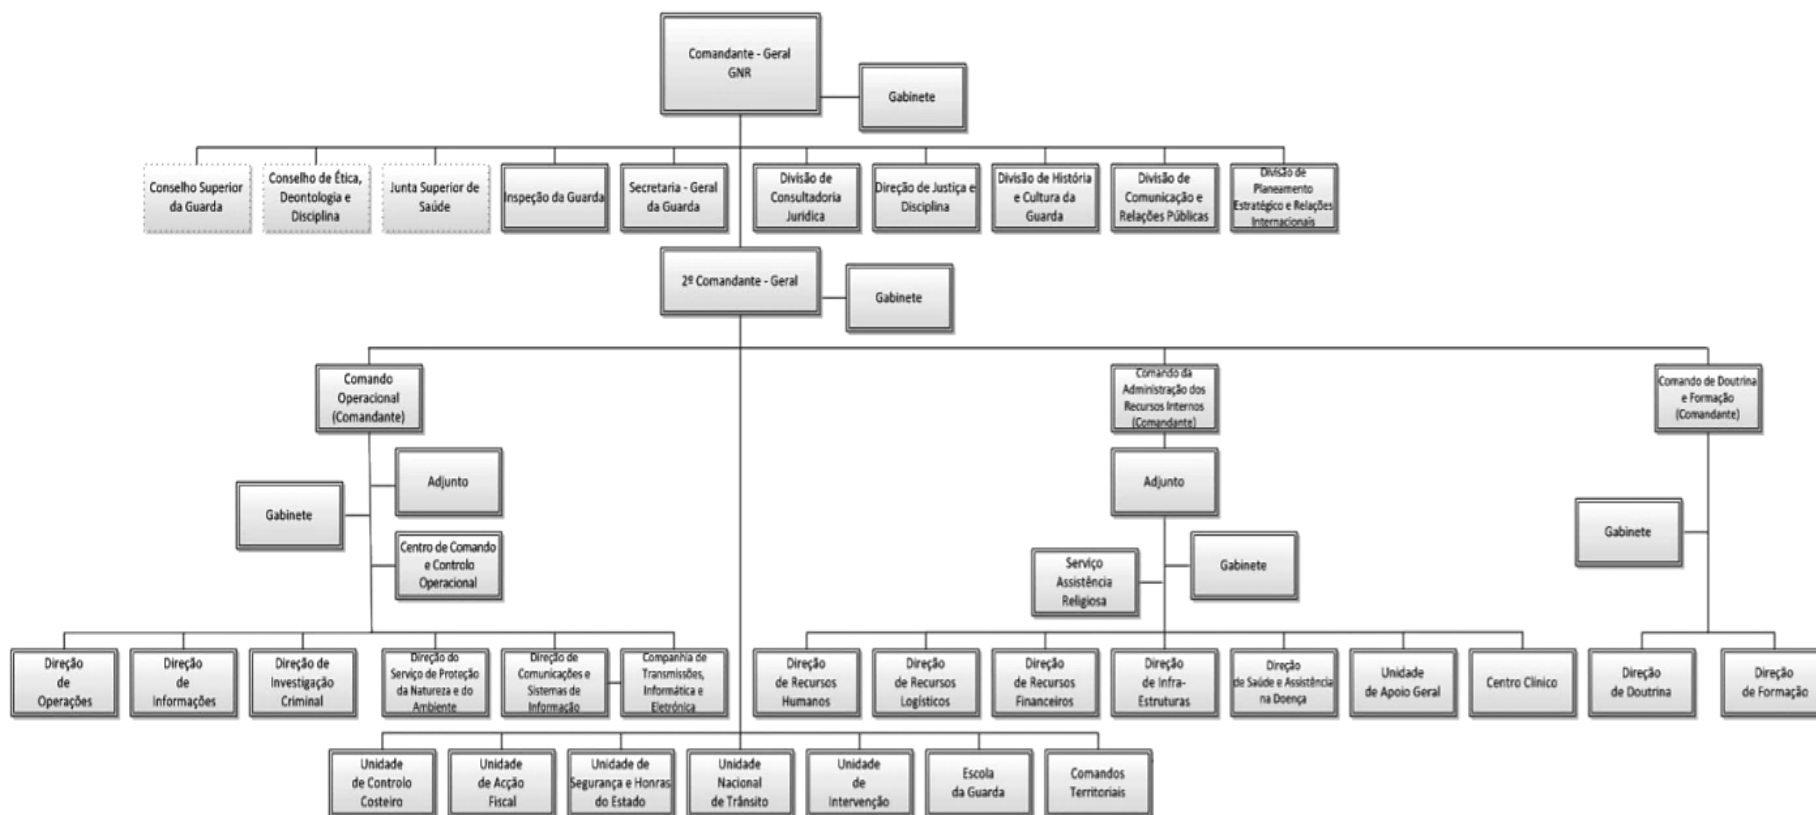 Comandante - Geral
GNR
Gabinete
Conselho Superior
da Guarda
Conselho de Ética,
Deontologia e
Disciplina
Junta Superior de
Saúde
Inspeção da Guarda
Secretaria - Geral
da Guarda
Divisão de
Consultadoria
Jurídica
Direção de Justiça e
Disciplina
Divisão de História
e Cultura da
Guarda
Divisão de
Comunicação e
Relações Públicas
Divisão de
Planeamento
Estratégico e Relações
Internacionais
2º Comandante - Geral
Gabinete
Comando
Operacional
(Comandante)
Comando da
Administração dos
Recursos Internos
(Comandante)
Comando de Doutrina
e Formação
(Comandante)
Adjunto
Gabinete
Centro de Comando
e Controlo
Operacional
Adjunto
Serviço
Assistência
Religiosa
Gabinete
Gabinete
Direção
de
Operações
Direção
de
Informações
Direção de
Investigação
Criminal
Direção do
Serviço de Proteção
da Natureza e do
Ambiente
Direção de
Comunicações e
Sistemas de
Informação
Companhia de
Transmissões,
Informática e
Eletrónica
Direção
de Recursos
Humanos
Direção
de Recursos
Logísticos
Direção
de Recursos
Financeiros
Direção
de Infra-
Estruturas
Direção
de Saúde e Assistência
na Doença
Unidade
de Apoio Geral
Centro Clínico
Direção
de Doutrina
Direção
de Formação
Unidade
de Controlo
Costeiro
Unidade
de Acção
Fiscal
Unidade de
Segurança e Honras
do Estado
Unidade
Nacional
de Trânsito
Unidade
de
Intervenção
Escola
da Guarda
Comandos
Territoriais